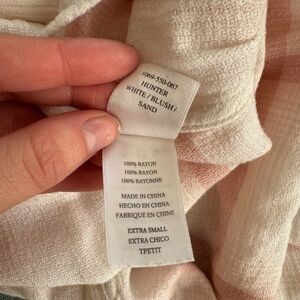 1069-550-067
HUNTER
WHITE / BLUSH /
SAND
100% RAYON
100% RAYON
100% RAYONNE
MADE IN CHINA
HECHO EN CHINA
FABRIQUÉ EN CHINE
EXTRA SMALL
EXTRA CHICO
TPETIT